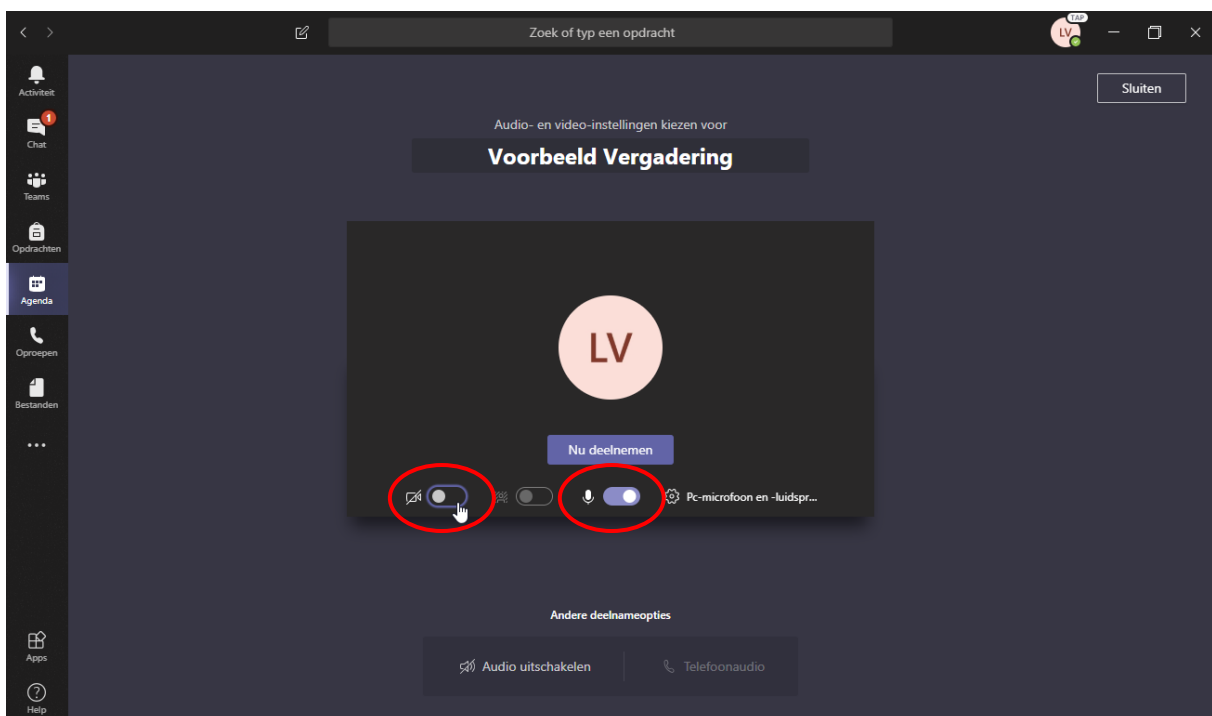 Zoek of typ een opdracht
TAP
LV
Activiteit
1
Chat
Teams
Opdrachten
Agenda
Oproepen
Bestanden
Apps
Help
Sluiten
Audio- en video-instellingen kiezen voor
Voorbeeld Vergadering
LV
Nu deelnemen
Pc-microfoon en -luidspr...
Andere deelnameopties
Audio uitschakelen
Telefoonaudio